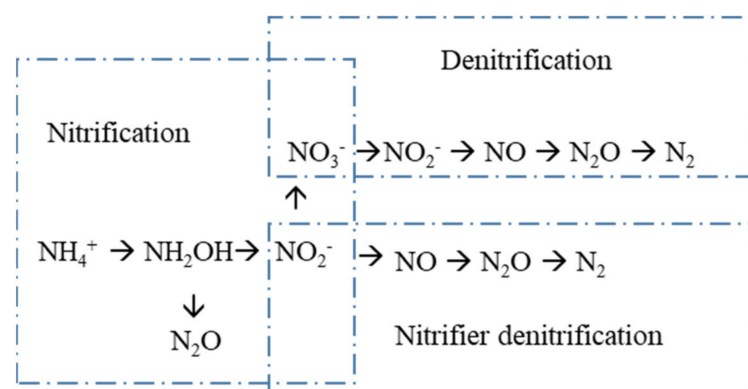 Denitrification
Nitrification
NO₃⁻ → NO₂⁻ → NO → N₂O → N₂
↑
NH₄⁺ → NH₂OH → NO₂⁻ → NO → N₂O → N₂
↓
N₂O
Nitrifier denitrification